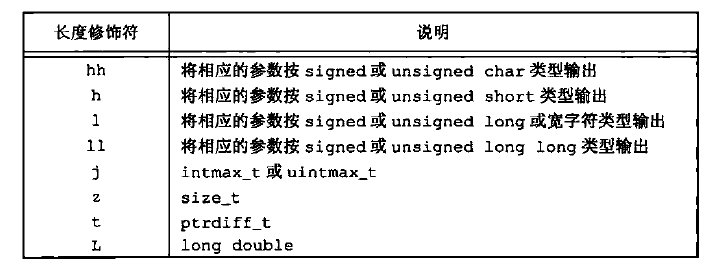 长度修饰符 说明
hh 将相应的参数按 signed 或 unsigned char 类型输出
h 将相应的参数按 signed 或 unsigned short 类型输出
l 将相应的参数按 signed 或 unsigned long 或宽字符类型输出
ll 将相应的参数按 signed 或 unsigned long long 类型输出
j intmax_t 或 uintmax_t
z size_t
t ptrdiff_t
L long double